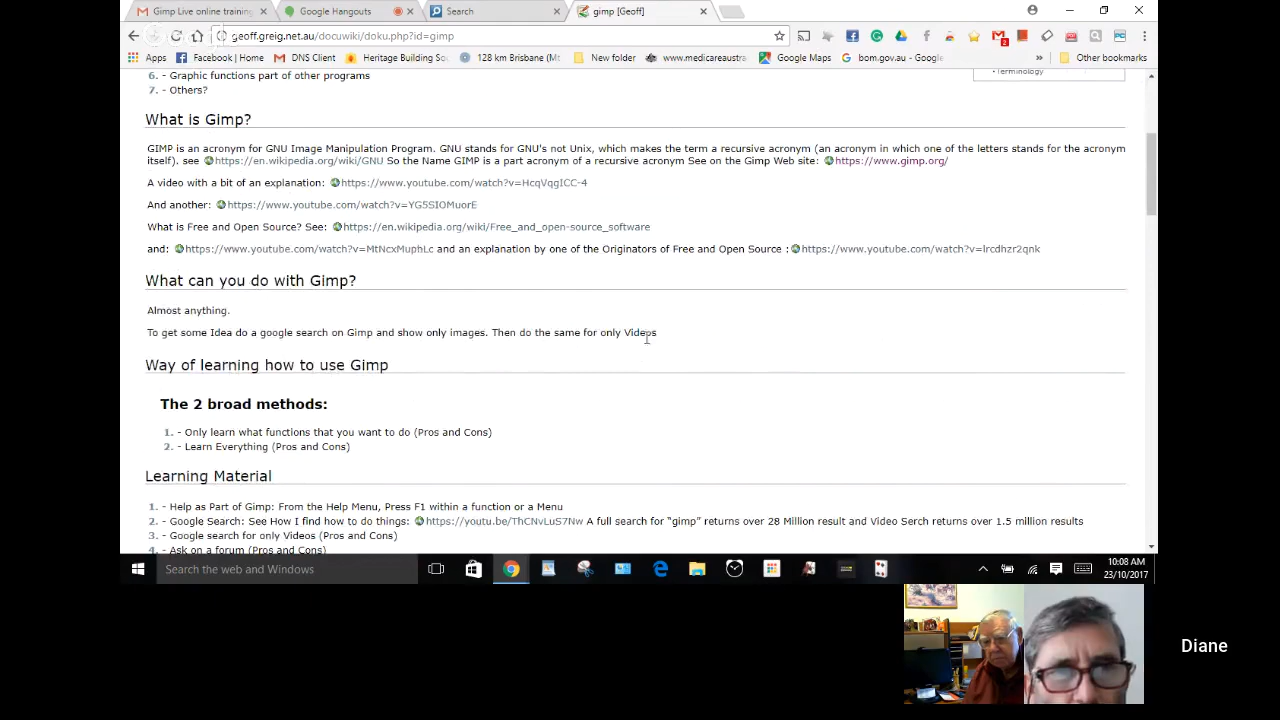 Gimp Live online training
Google Hangouts
Search
gimp [Geoff]
geoff.greig.net.au/docuwiki/doku.php?id=gimp
Apps
Facebook | Home
DNS Client
Heritage Building So
128 km Brisbane (Mt
New folder
www.medicareaustra
Google Maps
bom.gov.au - Google
»
Other bookmarks
6. - Graphic functions part of other programs
7. - Others?
Terminology
What is Gimp?
GIMP is an acronym for GNU Image Manipulation Program. GNU stands for GNU's not Unix, which makes the term a recursive acronym (an acronym in which one of the letters stands for the acronym
itself). see https://en.wikipedia.org/wiki/GNU So the Name GIMP is a part acronym of a recursive acronym See on the Gimp Web site: https://www.gimp.org/
A video with a bit of an explanation: https://www.youtube.com/watch?v=HcqVqgICC-4
And another: https://www.youtube.com/watch?v=YG5SIOMuorE
What is Free and Open Source? See: https://en.wikipedia.org/wiki/Free_and_open-source_software
and: https://www.youtube.com/watch?v=MtNcxMuphLc and an explanation by one of the Originators of Free and Open Source : https://www.youtube.com/watch?v=lrcdhzr2qnk
What can you do with Gimp?
Almost anything.
To get some Idea do a google search on Gimp and show only images. Then do the same for only Videos
Way of learning how to use Gimp
The 2 broad methods:
1. - Only learn what functions that you want to do (Pros and Cons)
2. - Learn Everything (Pros and Cons)
Learning Material
1. - Help as Part of Gimp: From the Help Menu, Press F1 within a function or a Menu
2. - Google Search: See How I find how to do things: https://youtu.be/ThCNvLuS7Nw A full search for “gimp” returns over 28 Million result and Video Serch returns over 1.5 million results
3. - Google search for only Videos (Pros and Cons)
4. - Ask on a forum (Pros and Cons)
Search the web and Windows
10:08 AM
23/10/2017
Diane